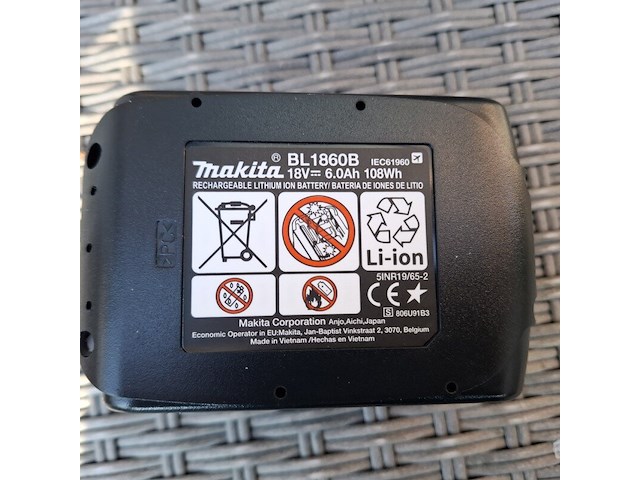 makita® BL1860B IEC61960
18V⎓ 6.0Ah 108Wh
RECHARGEABLE LITHIUM ION BATTERY/ BATERIA DE IONES DE LITIO
Li-ion
5INR19/65-2
CE
S 806U91B3
Makita Corporation Anjo,Aichi,Japan
Economic Operator in EU:Makita, Jan-Baptist Vinkstraat 2, 3070, Belgium
Made in Vietnam /Hechas en Vietnam